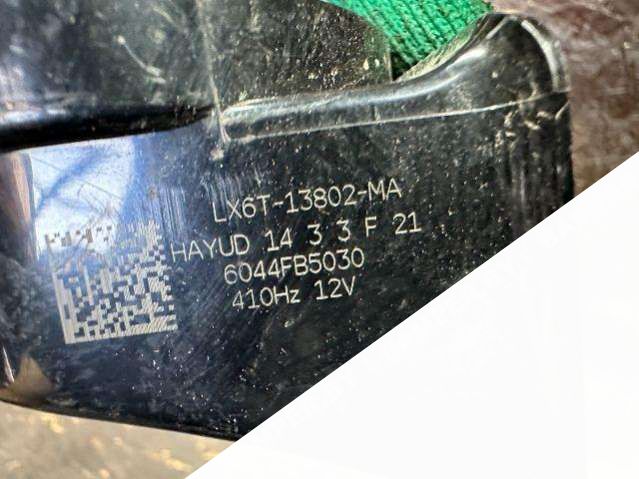 LX6T-13802-MA
HAYUD 14 3 3 F 21
6044FB5030
410Hz 12V